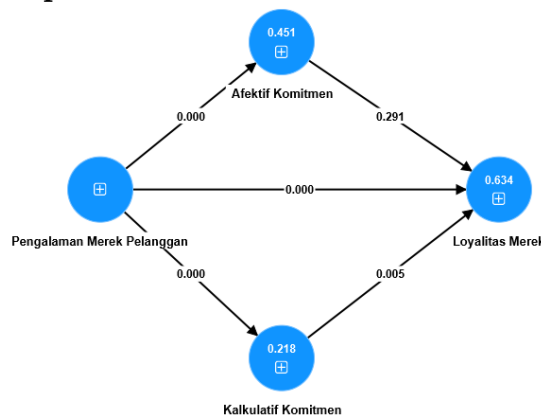 0.451
Afektif Komitmen
0.000
0.291
0.634
0.000
Pengalaman Merek Pelanggan
Loyalitas Merek
0.000
0.005
0.218
Kalkulatif Komitmen